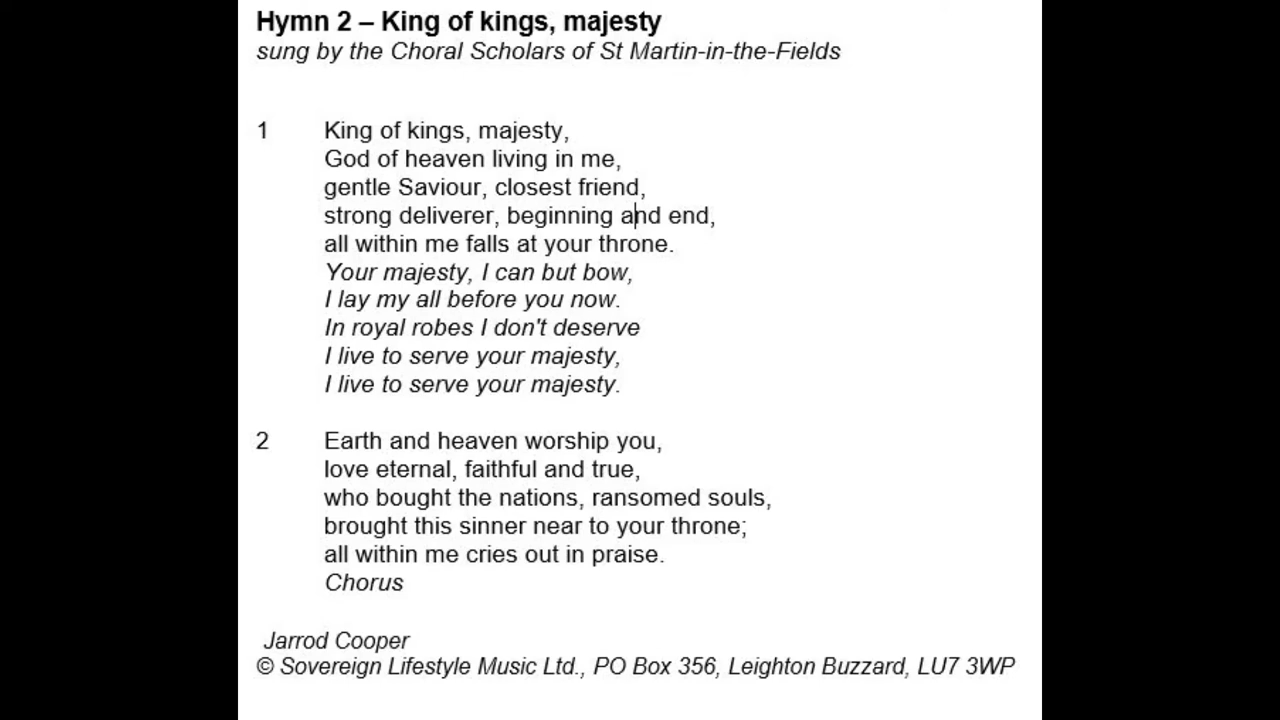 Hymn 2 – King of kings, majesty
sung by the Choral Scholars of St Martin-in-the-Fields
1 King of kings, majesty,
God of heaven living in me,
gentle Saviour, closest friend,
strong deliverer, beginning and end,
all within me falls at your throne.
Your majesty, I can but bow,
I lay my all before you now.
In royal robes I don't deserve
I live to serve your majesty,
I live to serve your majesty.
2 Earth and heaven worship you,
love eternal, faithful and true,
who bought the nations, ransomed souls,
brought this sinner near to your throne;
all within me cries out in praise.
Chorus
Jarrod Cooper
© Sovereign Lifestyle Music Ltd., PO Box 356, Leighton Buzzard, LU7 3WP